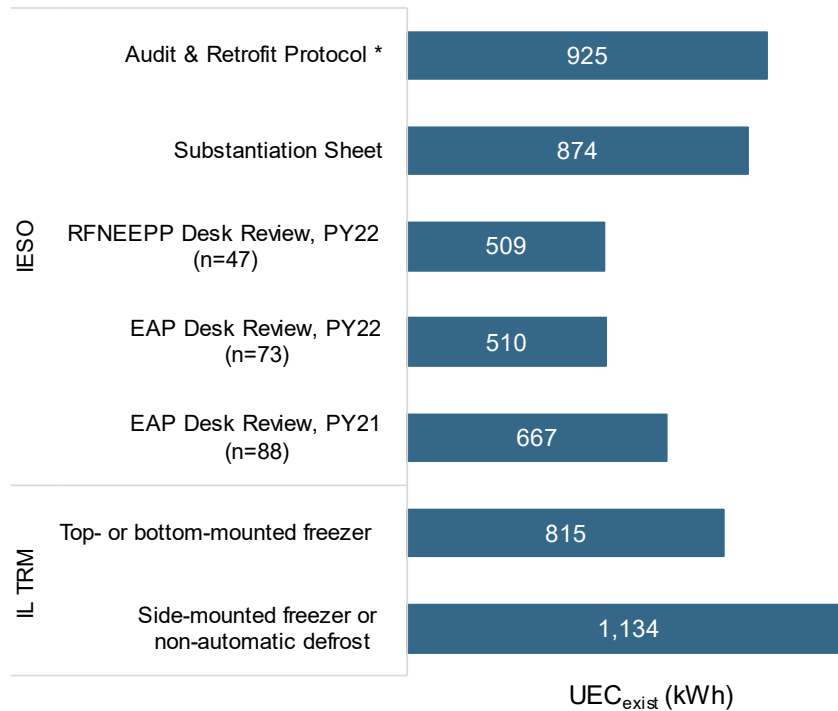 IESO
Audit & Retrofit Protocol *
925
Substantiation Sheet
874
RFNEEPP Desk Review, PY22
(n=47)
509
EAP Desk Review, PY22
(n=73)
510
EAP Desk Review, PY21
(n=88)
667
IL TRM
Top- or bottom-mounted freezer
815
Side-mounted freezer or
non-automatic defrost
1,134
UECexist (kWh)